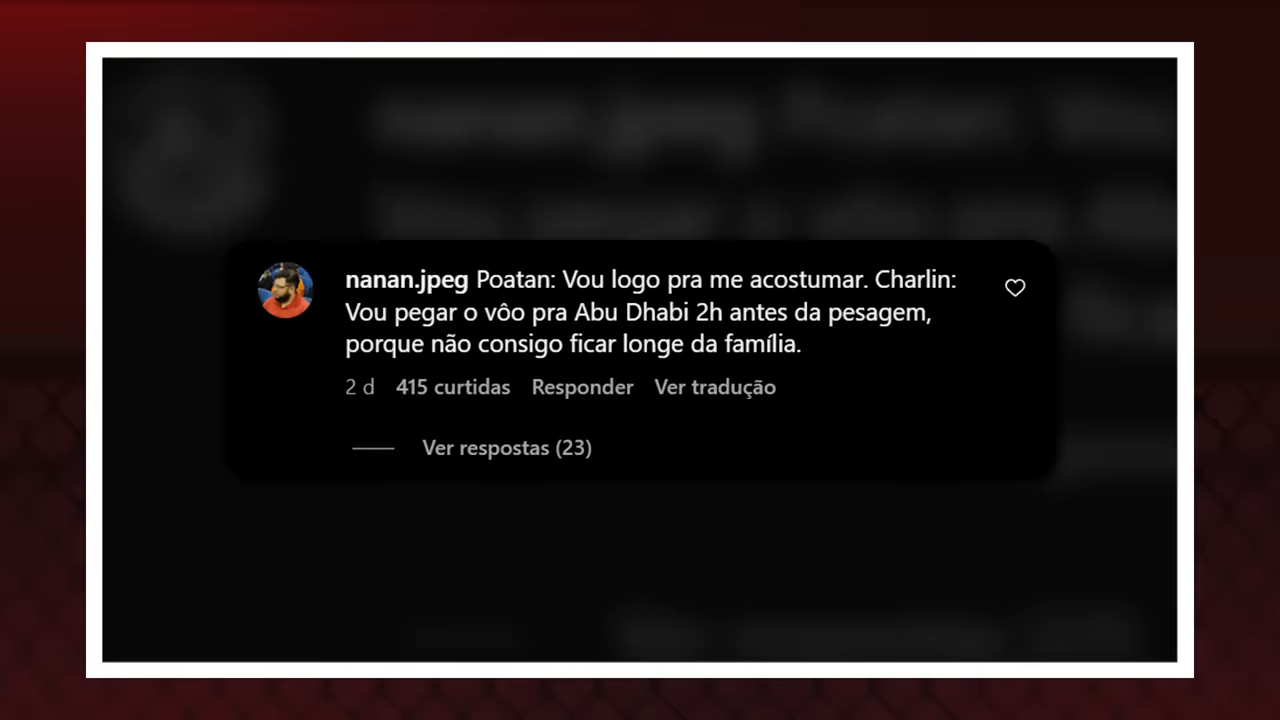 nanan.jpeg Poatan: Vou logo pra me acostumar. Charlin:
Vou pegar o vôo pra Abu Dhabi 2h antes da pesagem,
porque não consigo ficar longe da família.
2 d 415 curtidas Responder Ver tradução
Ver respostas (23)